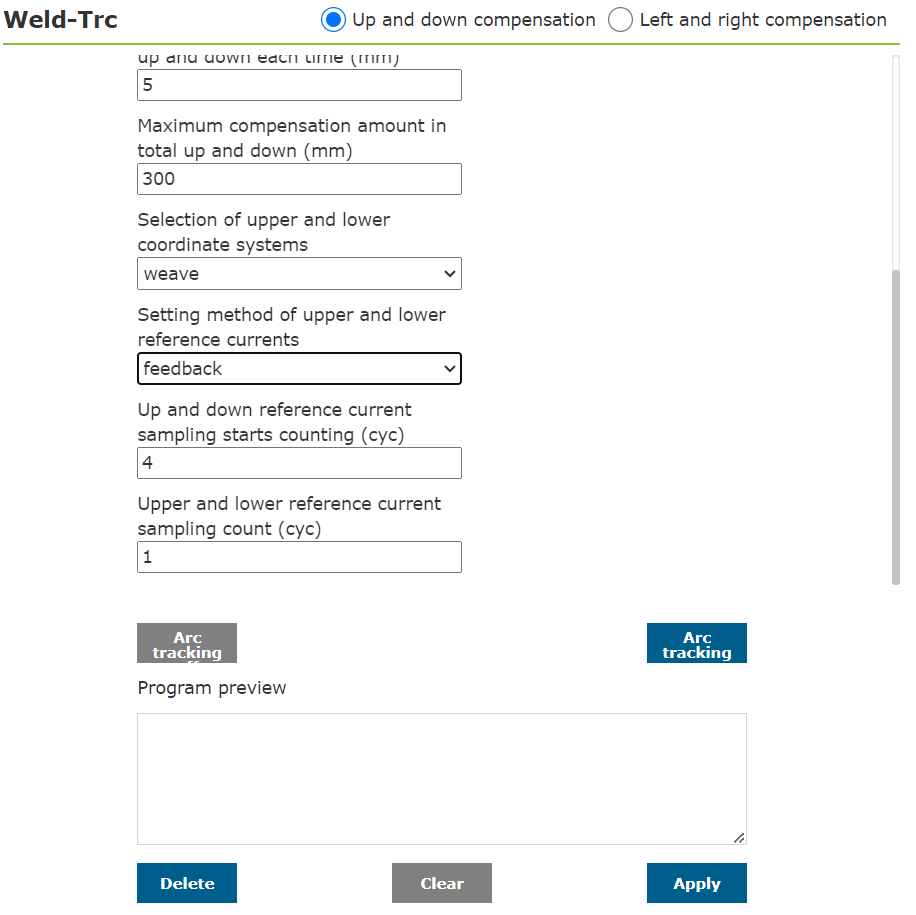 Weld-Trc
Up and down compensation
Left and right compensation
up and down each time (mm)
5
Maximum compensation amount in
total up and down (mm)
300
Selection of upper and lower
coordinate systems
weave
Setting method of upper and lower
reference currents
feedback
Up and down reference current
sampling starts counting (cyc)
4
Upper and lower reference current
sampling count (cyc)
1
Arc
tracking
Arc
tracking
Program preview
Delete
Clear
Apply